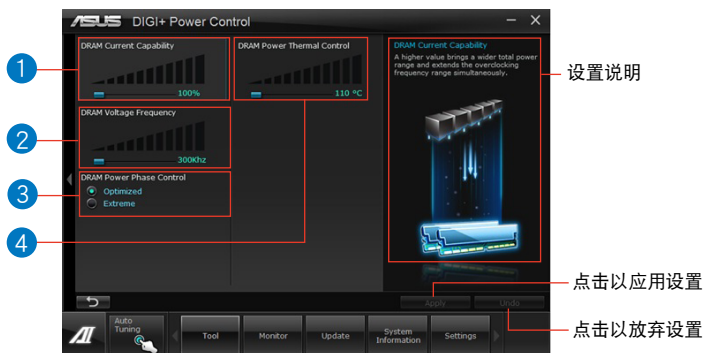 ASUS DIGI+ Power Control
DRAM Current Capability
100%
DRAM Power Thermal Control
110 °C
DRAM Current Capability
A higher value brings a wider total power
range and extends the overclocking
frequency range simultaneously.
设置说明
1
DRAM Voltage Frequency
300Khz
2
DRAM Power Phase Control
Optimized
Extreme
3
4
点击以应用设置
Apply
Undo
点击以放弃设置
Auto
Tuning
Tool
Monitor
Update
System
Information
Settings